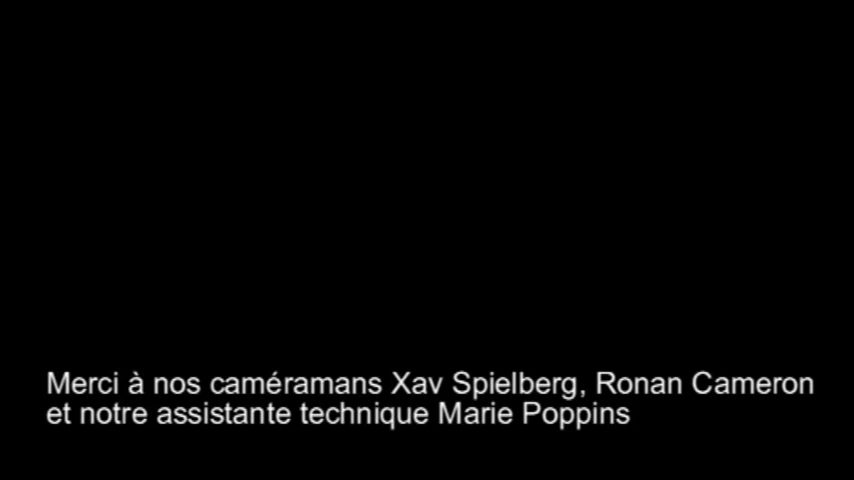 Merci à nos caméramans Xav Spielberg, Ronan Cameron
et notre assistante technique Marie Poppins